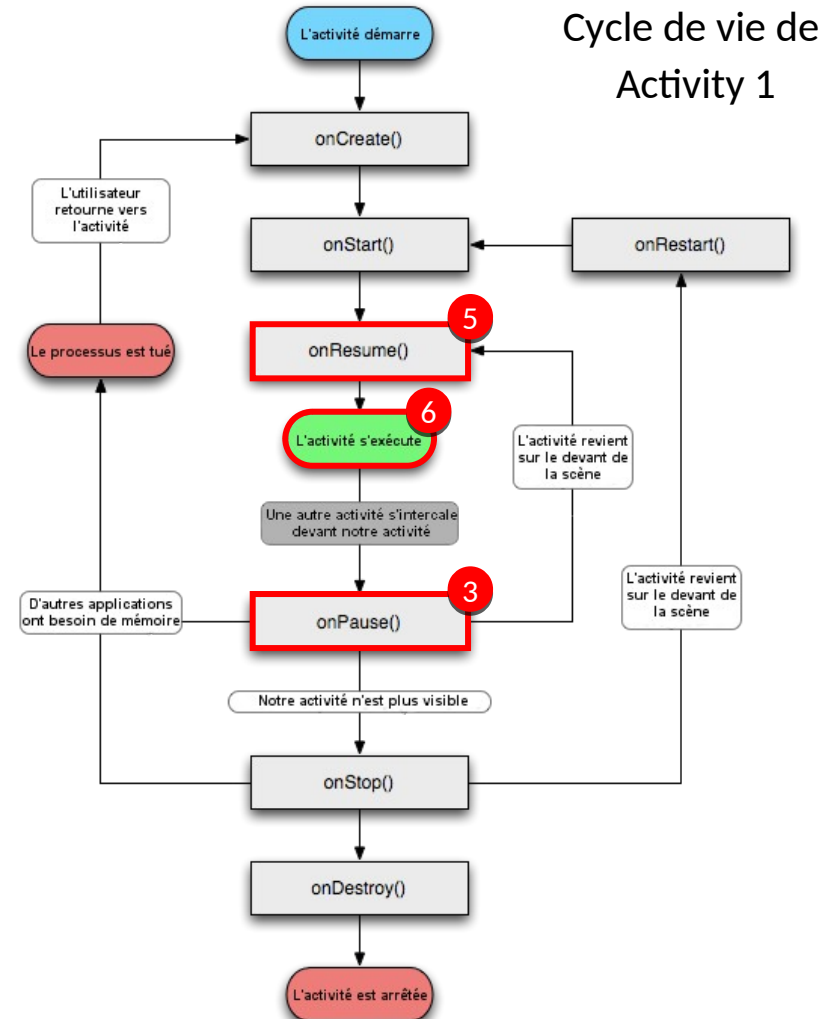 Cycle de vie de
Activity 1
L'activité démarre
onCreate()
L'utilisateur
retourne vers
l'activité
onStart()
onRestart()
5
onResume()
Le processus est tué
6
L'activité s'exécute
L'activité revient
sur le devant de
la scène
Une autre activité s'intercale
devant notre activité
3
onPause()
D'autres applications
ont besoin de mémoire
L'activité revient
sur le devant de
la scène
Notre activité n'est plus visible
onStop()
onDestroy()
L'activité est arrêtée